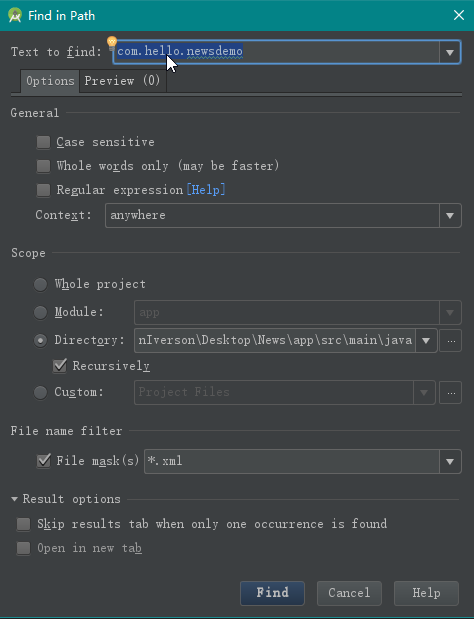 Find in Path
Text to find: com.hello.newsdemo
Options Preview (0)
General
Case sensitive
Whole words only (may be faster)
Regular expression [Help]
Context: anywhere
Scope
Whole project
Module: app
Directory: nIverson\Desktop\News\app\src\main\java ...
Recursively
Custom: Project Files ...
File name filter
File mask(s) *.xml
Result options
Skip results tab when only one occurrence is found
Open in new tab
Find Cancel Help